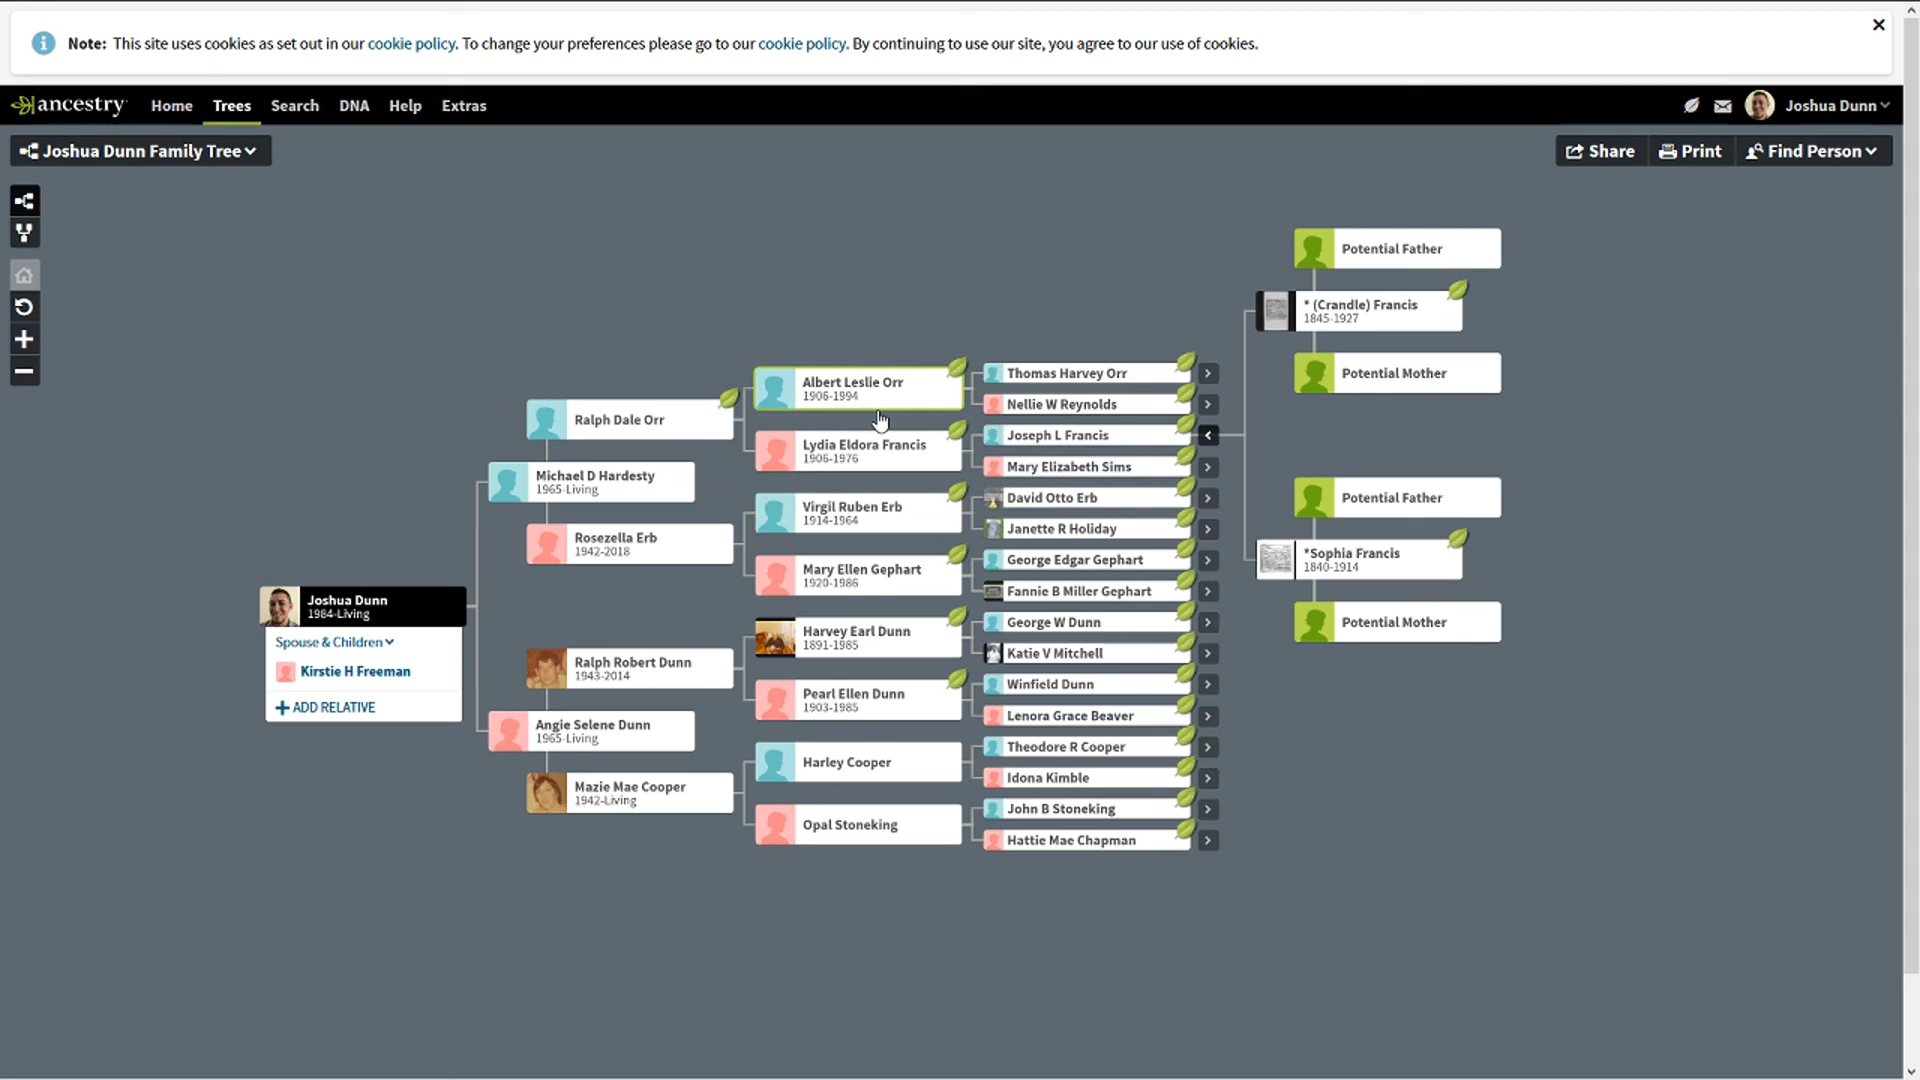 Note: This site uses cookies as set out in our cookie policy. To change your preferences please go to our cookie policy. By continuing to use our site, you agree to our use of cookies.
ancestry
Home Trees Search DNA Help Extras
Joshua Dunn
Joshua Dunn Family Tree
Share Print Find Person
Joshua Dunn
1984-Living
Spouse & Children
Kirstie H Freeman
ADD RELATIVE
Ralph Dale Orr
Michael D Hardesty
1965-Living
Rosezella Erb
1942-2018
Ralph Robert Dunn
1943-2014
Angie Selene Dunn
1965-Living
Mazie Mae Cooper
1942-Living
Albert Leslie Orr
1906-1994
Lydia Eldora Francis
1906-1976
Virgil Ruben Erb
1914-1964
Mary Ellen Gephart
1920-1986
Harvey Earl Dunn
1891-1985
Pearl Ellen Dunn
1903-1985
Harley Cooper
Opal Stoneking
Thomas Harvey Orr
Nellie W Reynolds
Joseph L Francis
Mary Elizabeth Sims
David Otto Erb
Janette R Holiday
George Edgar Gephart
Fannie B Miller Gephart
George W Dunn
Katie V Mitchell
Winfield Dunn
Lenora Grace Beaver
Theodore R Cooper
Idona Kimble
John B Stoneking
Hattie Mae Chapman
Potential Father
* (Crandle) Francis
1845-1927
Potential Mother
Potential Father
*Sophia Francis
1840-1914
Potential Mother